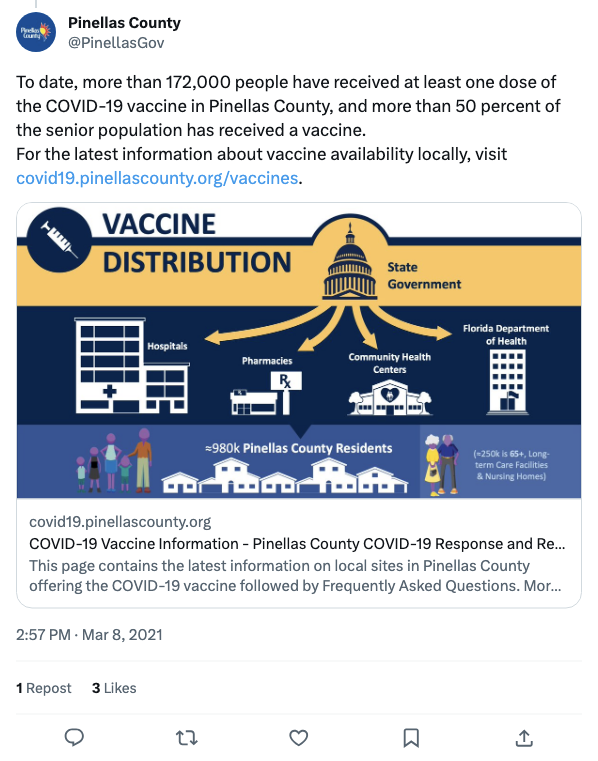 Pinellas County
Pinellas County
@PinellasGov
To date, more than 172,000 people have received at least one dose of
the COVID-19 vaccine in Pinellas County, and more than 50 percent of
the senior population has received a vaccine.
For the latest information about vaccine availability locally, visit
covid19.pinellascounty.org/vaccines.
VACCINE
DISTRIBUTION
State
Government
Hospitals
Pharmacies
Rx
Community Health
Centers
Florida Department
of Health
≈980k Pinellas County Residents
(≈250k is 65+, Long-
term Care Facilities
& Nursing Homes)
covid19.pinellascounty.org
COVID-19 Vaccine Information - Pinellas County COVID-19 Response and Re...
This page contains the latest information on local sites in Pinellas County
offering the COVID-19 vaccine followed by Frequently Asked Questions. Mor...
2:57 PM · Mar 8, 2021
1 Repost 3 Likes